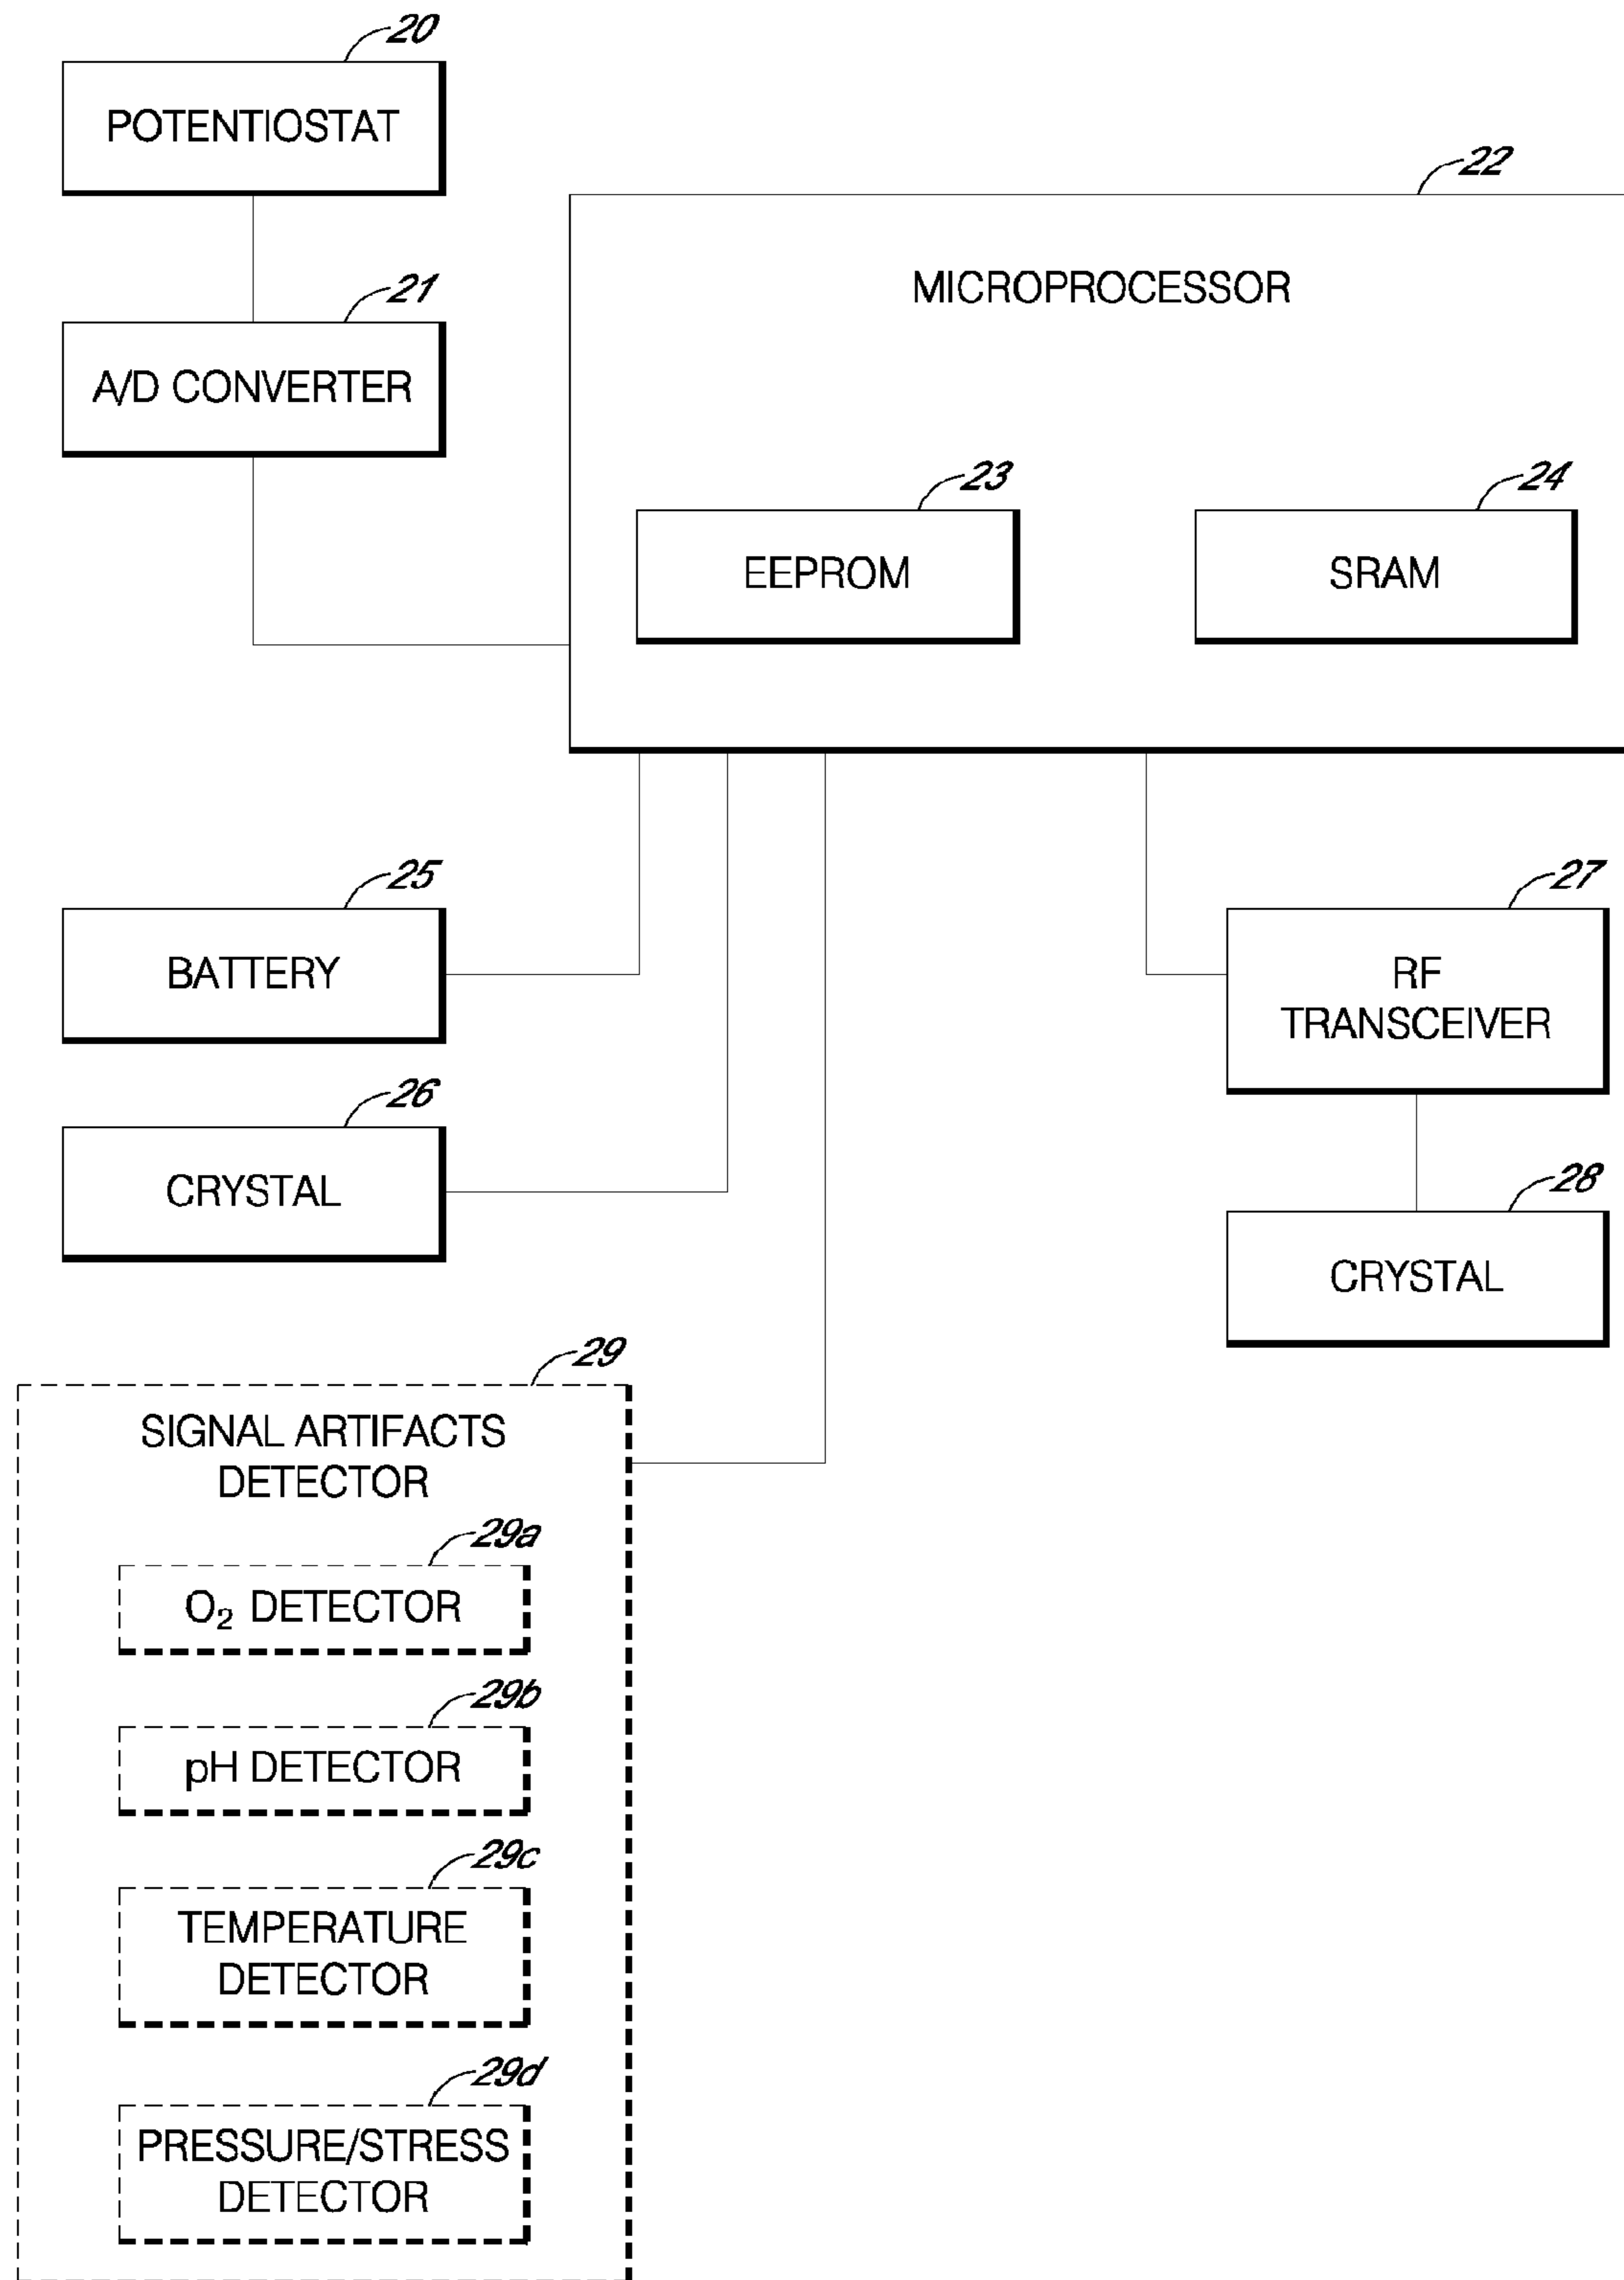 20
POTENTIOSTAT
22
MICROPROCESSOR
21
A/D CONVERTER
23
EEPROM
24
SRAM
25
BATTERY
27
RF
TRANSCEIVER
26
CRYSTAL
28
CRYSTAL
29
SIGNAL ARTIFACTS
DETECTOR
29a
O₂ DETECTOR
29b
pH DETECTOR
29c
TEMPERATURE
DETECTOR
29d
PRESSURE/STRESS
DETECTOR